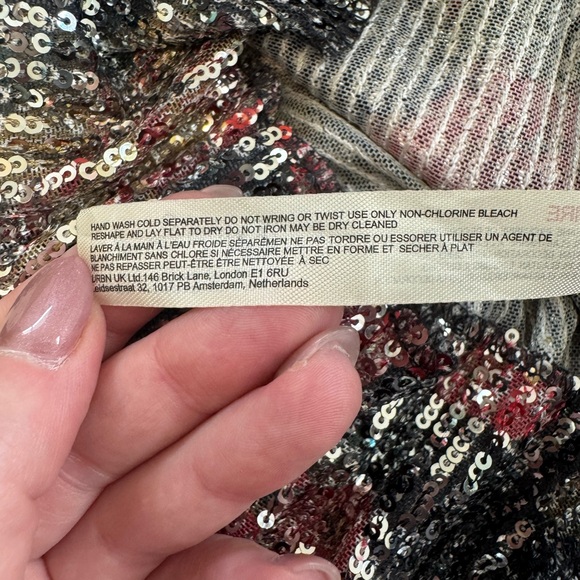 HAND WASH COLD SEPARATELY DO NOT WRING OR TWIST USE ONLY NON-CHLORINE BLEACH
RESHAPE AND LAY FLAT TO DRY DO NOT IRON MAY BE DRY CLEANED
LAVER À LA MAIN À L'EAU FROIDE SÉPARÉMEN NE PAS TORDRE OU ESSORER UTILISER UN AGENT DE
BLANCHIMENT SANS CHLORE SI NÉCESSAIRE METTRE EN FORME ET SECHER À PLAT
NE PAS REPASSER PEUT-ÊTRE ÊTRE NETTOYÉE À SEC
URBN UK Ltd.146 Brick Lane, London E1 6RU
Leidsestraat 32, 1017 PB Amsterdam, Netherlands